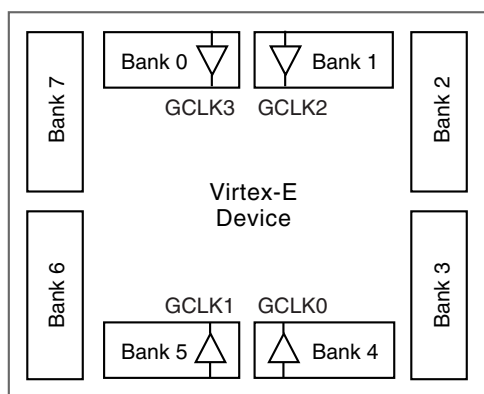 Bank 0
Bank 1
GCLK3
GCLK2
Bank 7
Bank 2
Virtex-E
Device
Bank 6
Bank 3
GCLK1
GCLK0
Bank 5
Bank 4